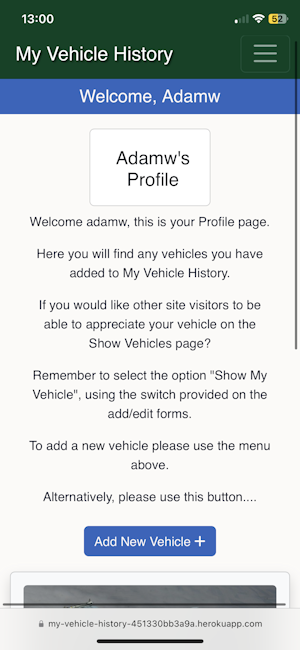 13:00
52
My Vehicle History
Welcome, Adamw
Adamw's
Profile
Welcome adamw, this is your Profile page.
Here you will find any vehicles you have
added to My Vehicle History.
If you would like other site visitors to be
able to appreciate your vehicle on the
Show Vehicles page?
Remember to select the option "Show My
Vehicle", using the switch provided on the
add/edit forms.
To add a new vehicle please use the menu
above.
Alternatively, please use this button....
Add New Vehicle +
my-vehicle-history-451330bb3a9a.herokuapp.com